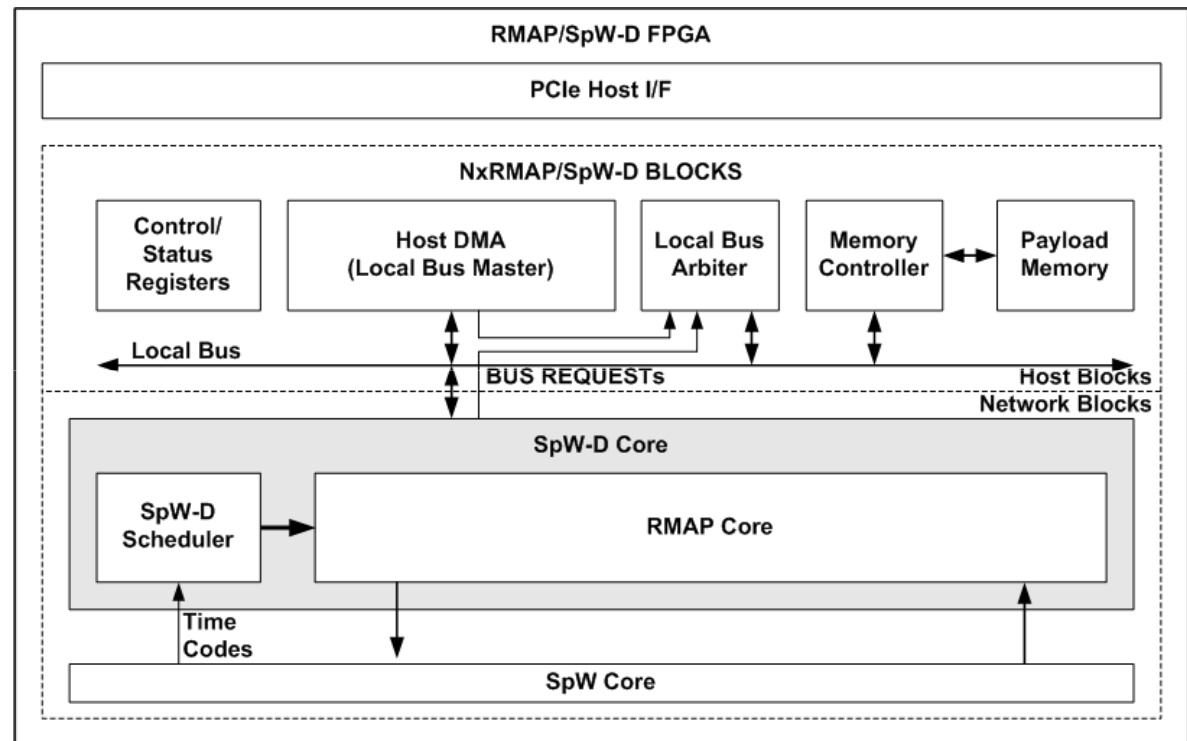 RMAP/SpW-D FPGA
PCIe Host I/F
NxRMAP/SpW-D BLOCKS
Control/
Status
Registers
Host DMA
(Local Bus Master)
Local Bus
Arbiter
Memory
Controller
Payload
Memory
Local Bus
BUS REQUESTs
Host Blocks
Network Blocks
SpW-D Core
SpW-D
Scheduler
RMAP Core
Time
Codes
SpW Core